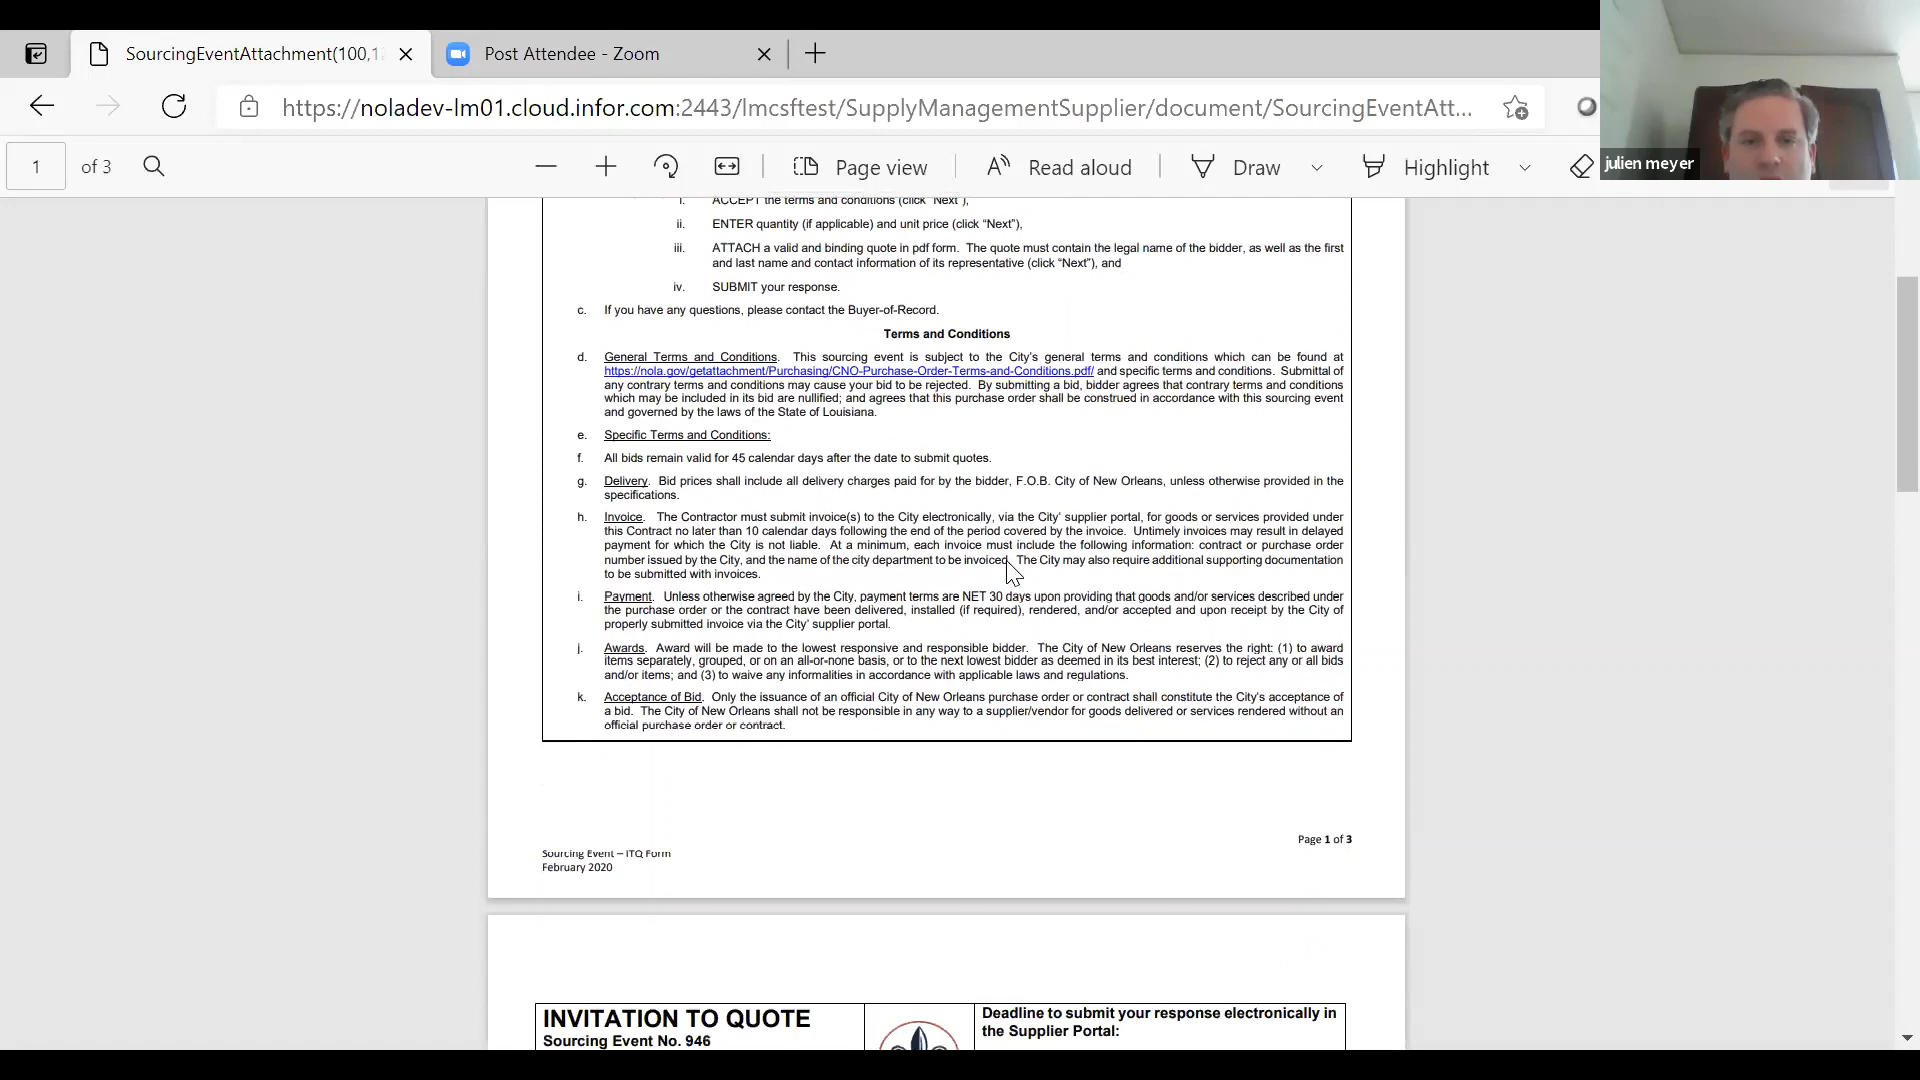 SourcingEventAttachment(100,1
Post Attendee - Zoom
https://noladev-lm01.cloud.infor.com:2443/lmcsftest/SupplyManagementSupplier/document/SourcingEventAtt...
julien meyer
1 of 3 Page view Read aloud Draw Highlight
i. ACCEPT the terms and conditions (click “Next”),
ii. ENTER quantity (if applicable) and unit price (click “Next”),
iii. ATTACH a valid and binding quote in pdf form. The quote must contain the legal name of the bidder, as well as the first
and last name and contact information of its representative (click “Next”), and
iv. SUBMIT your response.
c. If you have any questions, please contact the Buyer-of-Record.
Terms and Conditions
d. General Terms and Conditions. This sourcing event is subject to the City’s general terms and conditions which can be found at
https://nola.gov/getattachment/Purchasing/CNO-Purchase-Order-Terms-and-Conditions.pdf/ and specific terms and conditions. Submittal of
any contrary terms and conditions may cause your bid to be rejected. By submitting a bid, bidder agrees that contrary terms and conditions
which may be included in its bid are nullified; and agrees that this purchase order shall be construed in accordance with this sourcing event
and governed by the laws of the State of Louisiana.
e. Specific Terms and Conditions:
f. All bids remain valid for 45 calendar days after the date to submit quotes.
g. Delivery. Bid prices shall include all delivery charges paid for by the bidder, F.O.B. City of New Orleans, unless otherwise provided in the
specifications.
h. Invoice. The Contractor must submit invoice(s) to the City electronically, via the City’ supplier portal, for goods or services provided under
this Contract no later than 10 calendar days following the end of the period covered by the invoice. Untimely invoices may result in delayed
payment for which the City is not liable. At a minimum, each invoice must include the following information: contract or purchase order
number issued by the City, and the name of the city department to be invoiced. The City may also require additional supporting documentation
to be submitted with invoices.
i. Payment. Unless otherwise agreed by the City, payment terms are NET 30 days upon providing that goods and/or services described under
the purchase order or the contract have been delivered, installed (if required), rendered, and/or accepted and upon receipt by the City of
properly submitted invoice via the City’ supplier portal.
j. Awards. Award will be made to the lowest responsive and responsible bidder. The City of New Orleans reserves the right: (1) to award
items separately, grouped, or on an all-or-none basis, or to the next lowest bidder as deemed in its best interest; (2) to reject any or all bids
and/or items; and (3) to waive any informalities in accordance with applicable laws and regulations.
k. Acceptance of Bid. Only the issuance of an official City of New Orleans purchase order or contract shall constitute the City’s acceptance of
a bid. The City of New Orleans shall not be responsible in any way to a supplier/vendor for goods delivered or services rendered without an
official purchase order or contract.
Page 1 of 3
Sourcing Event – ITQ Form
February 2020
INVITATION TO QUOTE
Sourcing Event No. 946
Deadline to submit your response electronically in
the Supplier Portal: